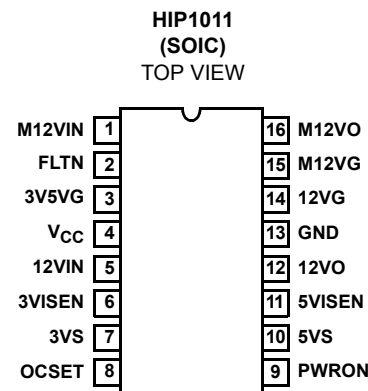 HIP1011
(SOIC)
TOP VIEW
M12VIN 1 16 M12VO
FLTN 2 15 M12VG
3V5VG 3 14 12VG
VCC 4 13 GND
12VIN 5 12 12VO
3VISEN 6 11 5VISEN
3VS 7 10 5VS
OCSET 8 9 PWRON